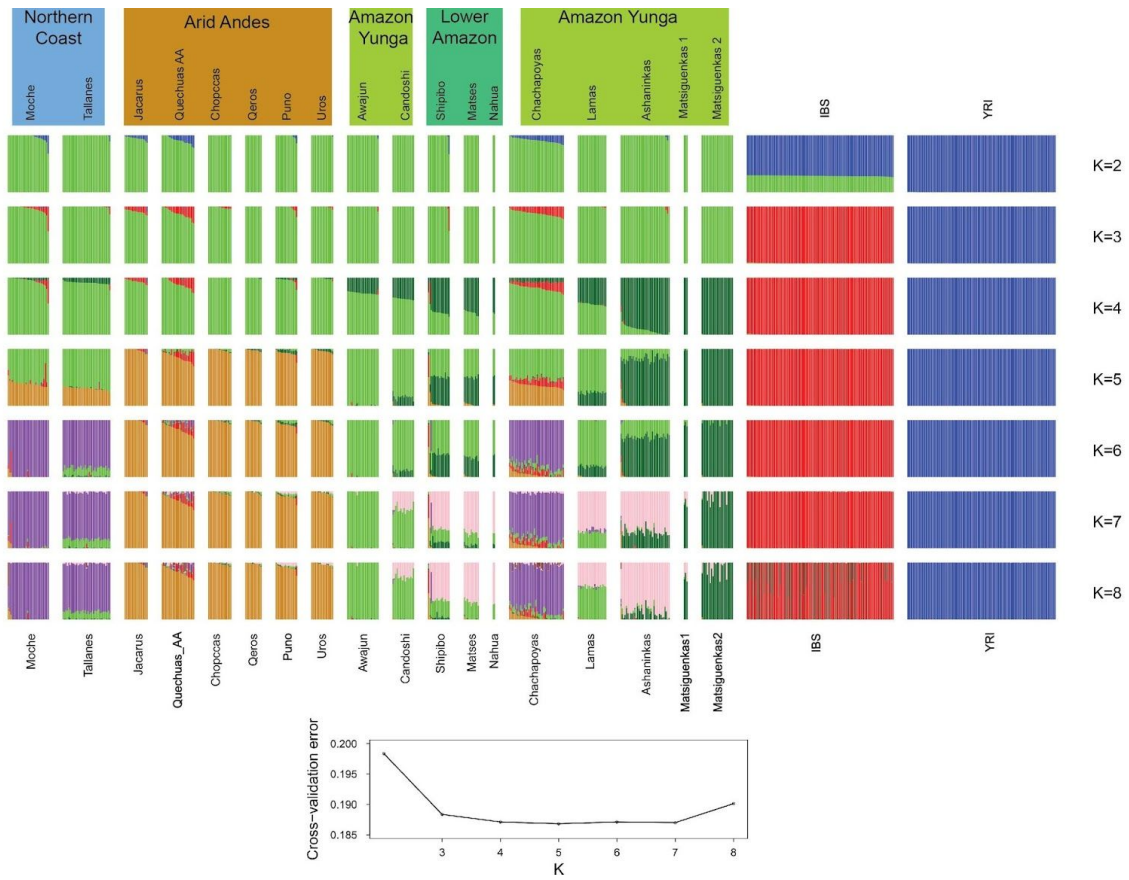 Northern
Coast
Arid Andes
Amazon
Yunga
Lower
Amazon
Amazon Yunga
Moche
Tallanes
Jacarus
Quechuas AA
Chopccas
Qeros
Puno
Uros
Awajun
Candoshi
Shipibo
Matses
Nahua
Chachapoyas
Lamas
Ashaninkas
Matsiguenkas 1
Matsiguenkas 2
IBS
YRI
K=2
K=3
K=4
K=5
K=6
K=7
K=8
Moche
Tallanes
Jacarus
Quechuas_AA
Chopccas
Qeros
Puno
Uros
Awajun
Candoshi
Shipibo
Matses
Nahua
Chachapoyas
Lamas
Ashaninkas
Matsiguenkas1
Matsiguenkas2
IBS
YRI
Cross−validation error
0.200
0.195
0.190
0.185
3 4 5 6 7 8
K